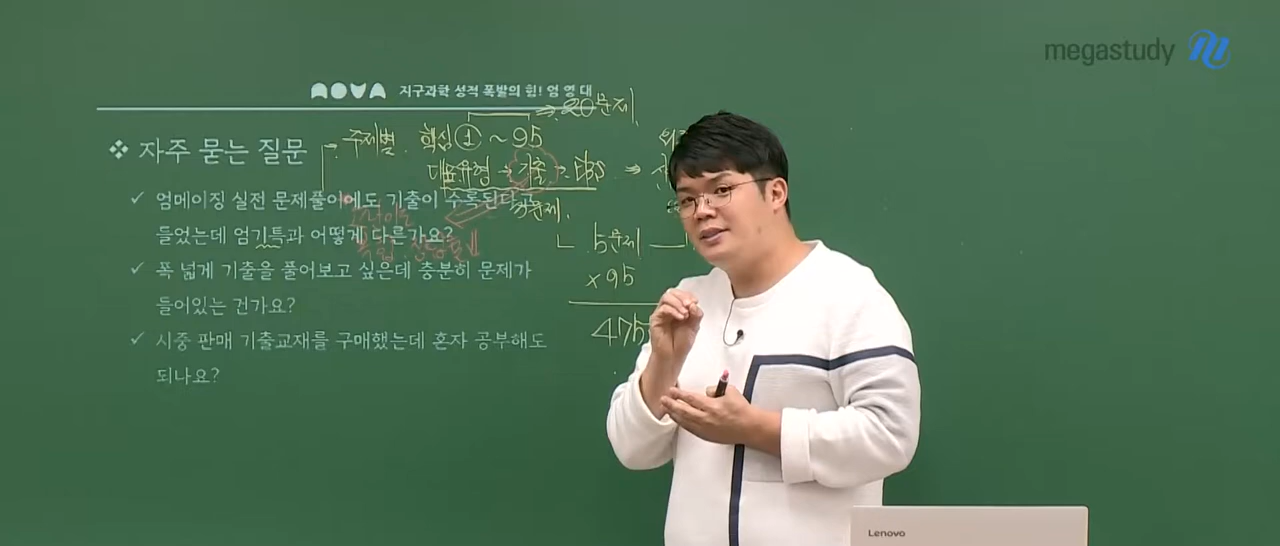 megastudy
NOVA 지구과학 성적 폭발의 힘! 엄영대
⇒ 20문제
❖ 자주 묻는 질문
→ 주제별 핵심 ① ~ 95
대표유형 → 기출 → EBS ⇒
✓ 엄메이징 실전 문제풀이에도 기출이 수록된다고
들었는데 엄기특과 어떻게 다른가요?
5문제
× 95
475
✓ 폭 넓게 기출을 풀어보고 싶은데 충분히 문제가
들어있는 건가요?
✓ 시중 판매 기출교재를 구매했는데 혼자 공부해도
되나요?
Lenovo